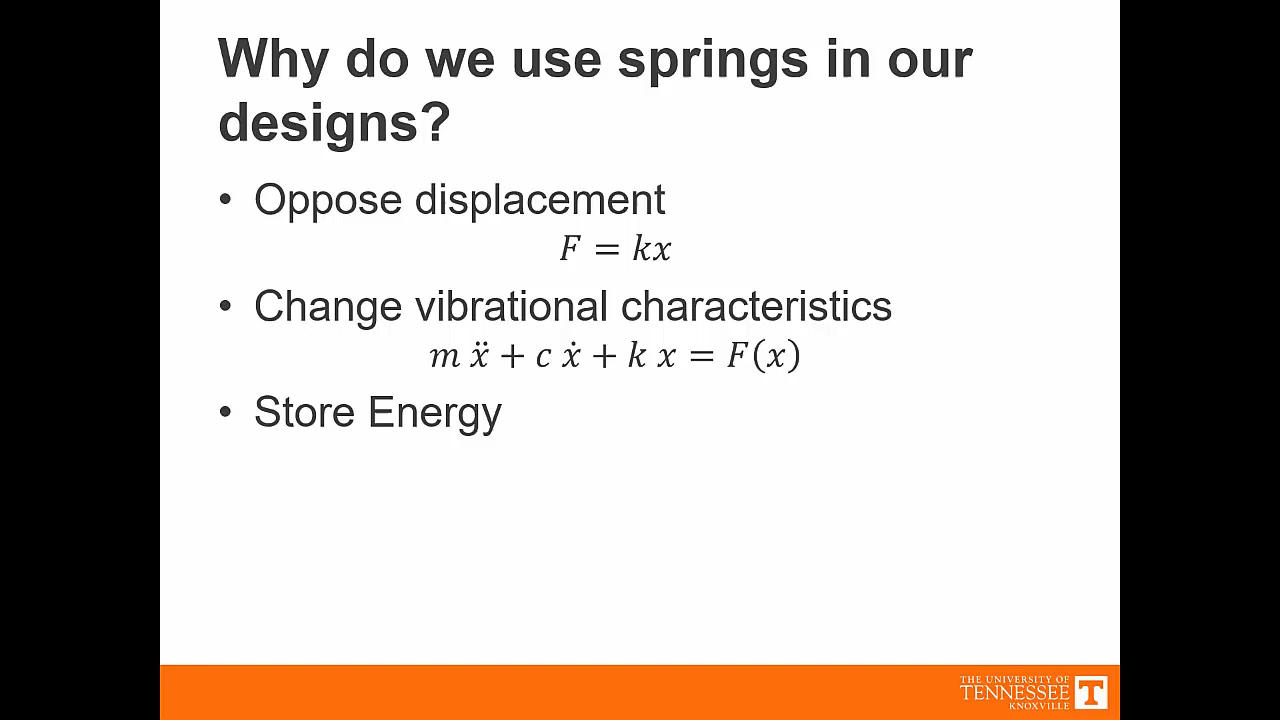 Why do we use springs in our
designs?
• Oppose displacement
F = kx
• Change vibrational characteristics
m ẍ + c ẋ + k x = F(x)
• Store Energy
THE UNIVERSITY OF
TENNESSEE
KNOXVILLE
T